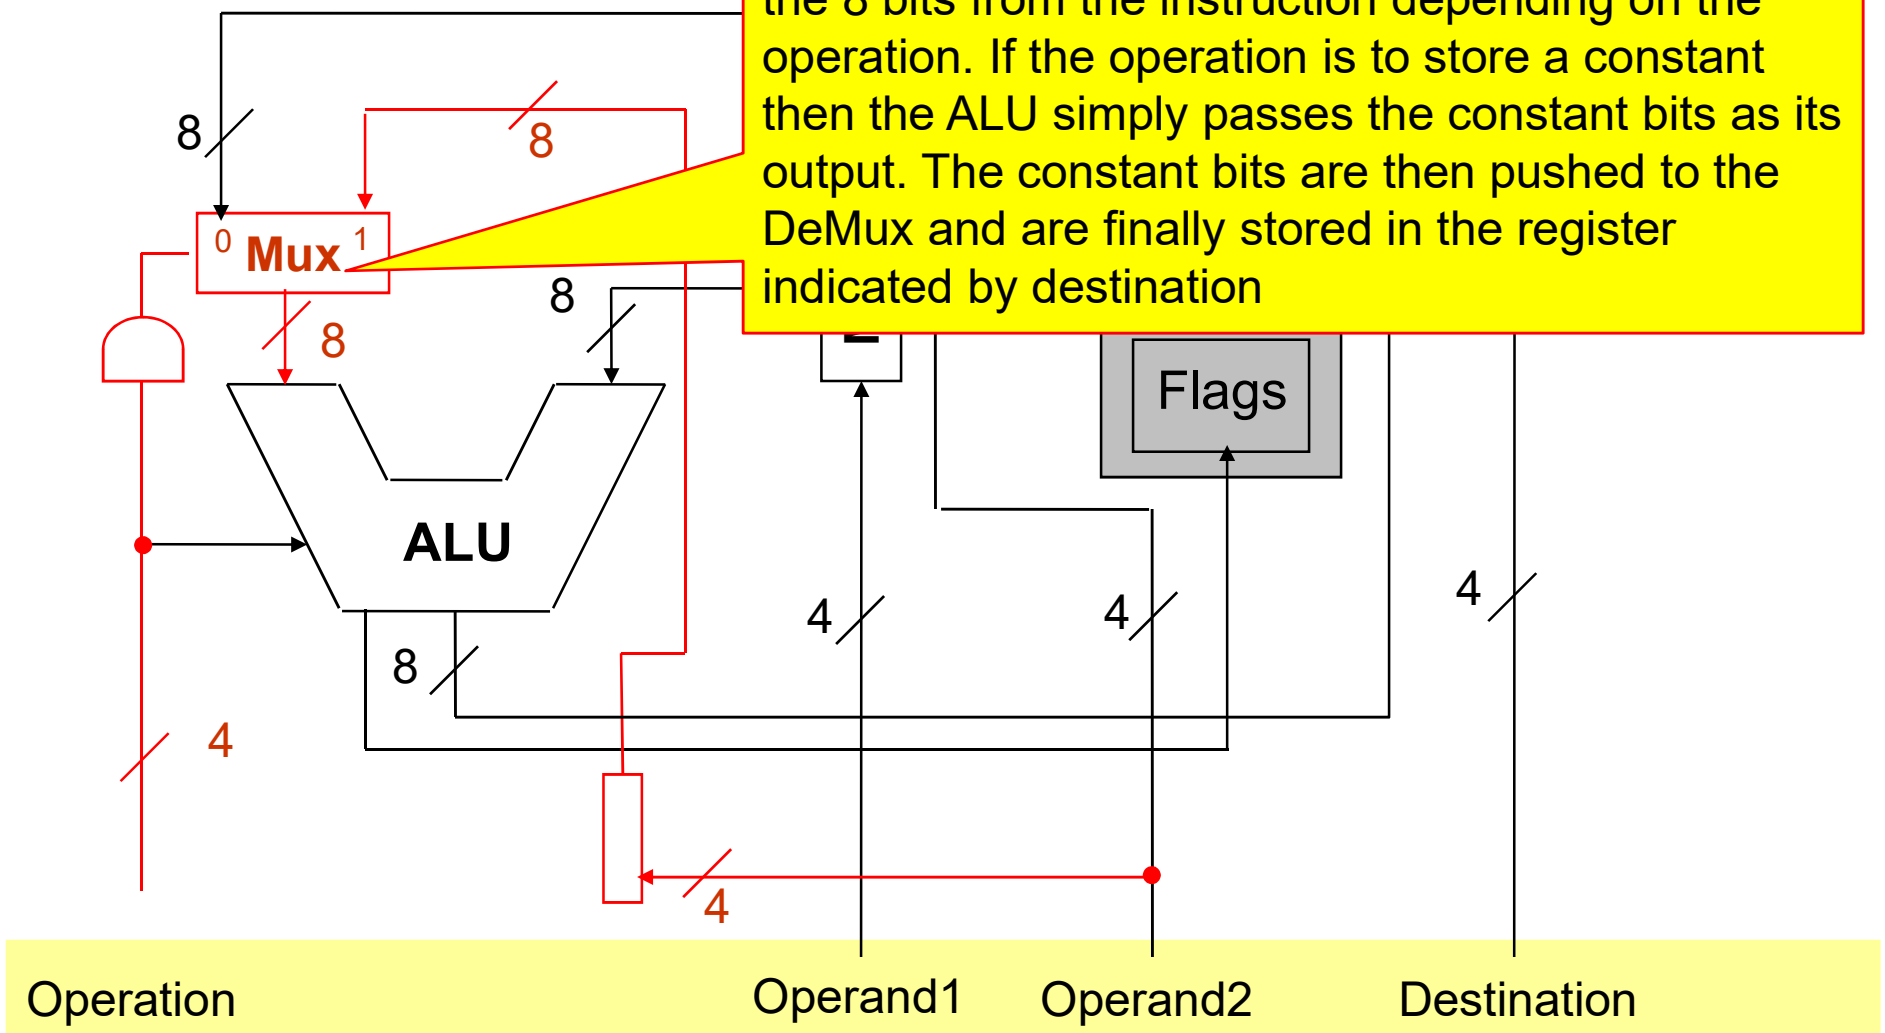 the 8 bits from the instruction depending on the
operation. If the operation is to store a constant
then the ALU simply passes the constant bits as its
output. The constant bits are then pushed to the
DeMux and are finally stored in the register
indicated by destination
8
8
0 Mux 1
8
8
Flags
ALU
4
4
4
8
4
4
Operation Operand1 Operand2 Destination